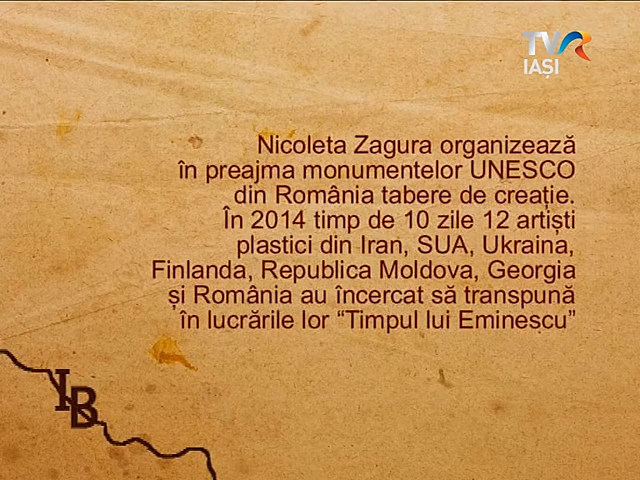 TVR
IAȘI
Nicoleta Zagura organizează
în preajma monumentelor UNESCO
din România tabere de creație.
În 2014 timp de 10 zile 12 artiști
plastici din Iran, SUA, Ukraina,
Finlanda, Republica Moldova, Georgia
și România au încercat să transpună
în lucrările lor “Timpul lui Eminescu”
IB